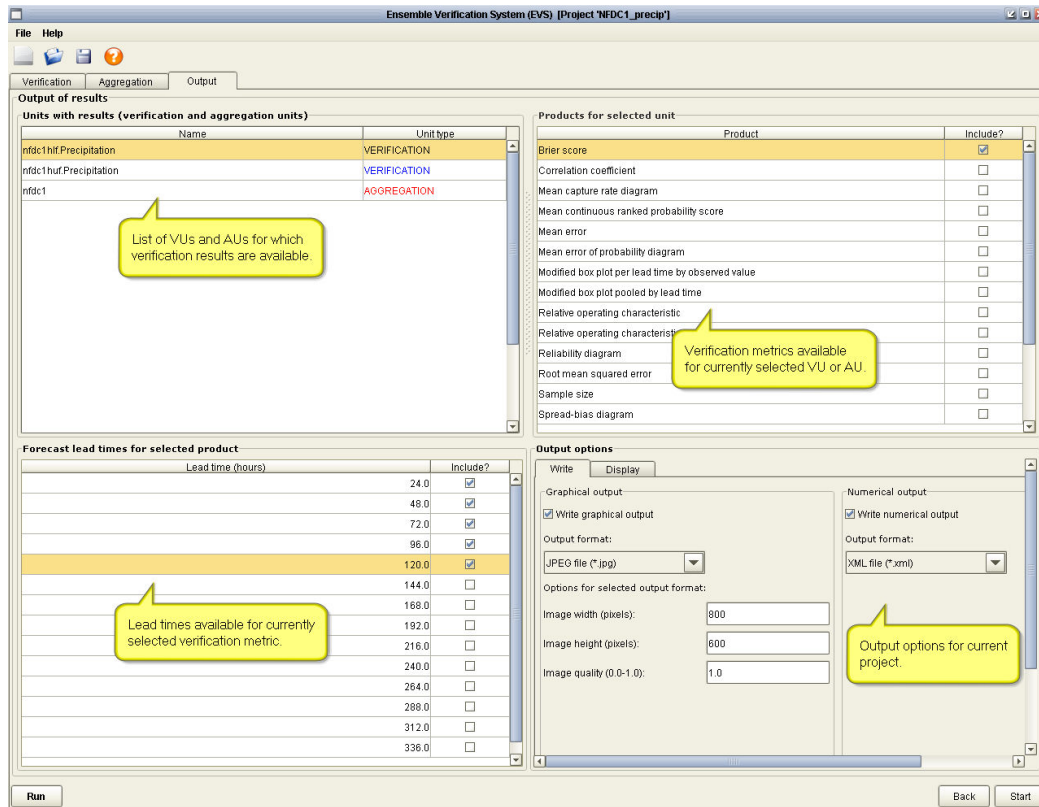 Ensemble Verification System (EVS) [Project 'NFDC1_precip']
File Help
Verification Aggregation Output
Output of results
Units with results (verification and aggregation units)
Name Unit type
nfdc1hlf.Precipitation VERIFICATION
nfdc1huf.Precipitation VERIFICATION
nfdc1 AGGREGATION
List of VUs and AUs for which
verification results are available.
Products for selected unit
Product Include?
Brier score
Correlation coefficient
Mean capture rate diagram
Mean continuous ranked probability score
Mean error
Mean error of probability diagram
Modified box plot per lead time by observed value
Modified box plot pooled by lead time
Relative operating characteristic
Relative operating characteristi
Reliability diagram
Root mean squared error
Sample size
Spread-bias diagram
Verification metrics available
for currently selected VU or AU.
Forecast lead times for selected product
Lead time (hours) Include?
24.0
48.0
72.0
96.0
120.0
144.0
168.0
192.0
216.0
240.0
264.0
288.0
312.0
336.0
Lead times available for currently
selected verification metric.
Output options
Write Display
Graphical output
Write graphical output
Output format:
JPEG file (*.jpg)
Options for selected output format:
Image width (pixels): 800
Image height (pixels): 600
Image quality (0.0-1.0): 1.0
Numerical output
Write numerical output
Output format:
XML file (*.xml)
Output options for current
project.
Run Back Start